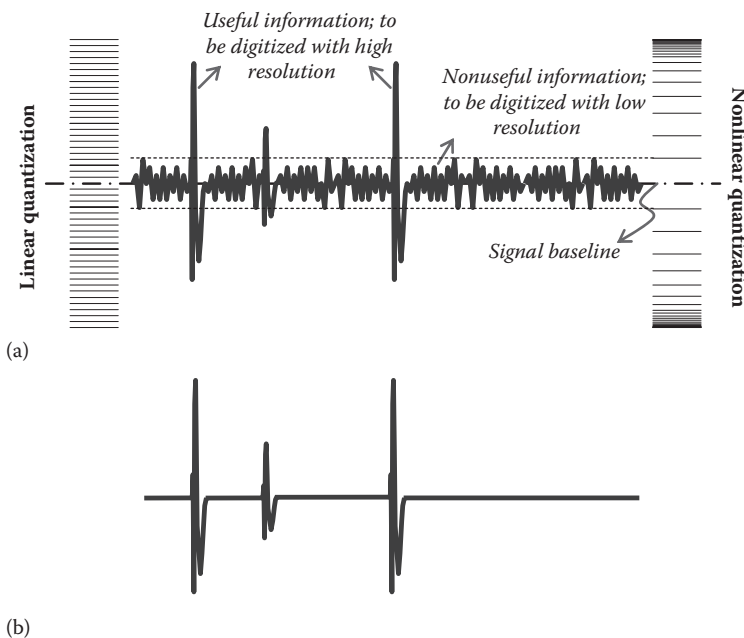 Useful information; to
be digitized with high
resolution
Nonuseful information;
to be digitized with low
resolution
Linear quantization
Nonlinear quantization
Signal baseline
(a)
(b)